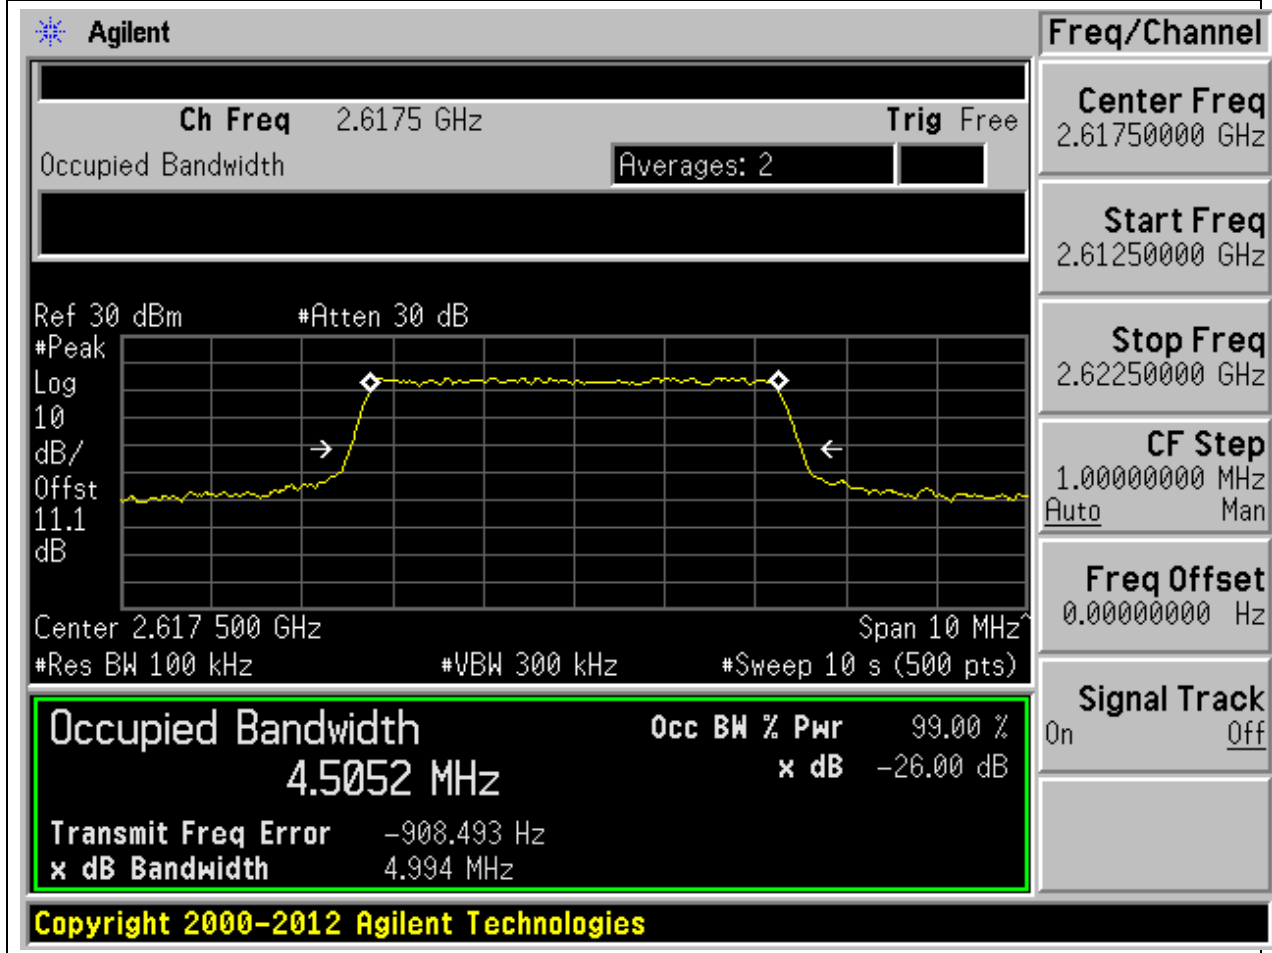 Agilent
Freq/Channel
Ch Freq 2.6175 GHz Trig Free
Occupied Bandwidth Averages: 2
Center Freq
2.61750000 GHz
Start Freq
2.61250000 GHz
Stop Freq
2.62250000 GHz
CF Step
1.00000000 MHz
Auto Man
Freq Offset
0.00000000 Hz
Signal Track
On Off
Ref 30 dBm #Atten 30 dB
#Peak
Log
10
dB/
Offst
11.1
dB
Center 2.617 500 GHz Span 10 MHz^
#Res BW 100 kHz #VBW 300 kHz #Sweep 10 s (500 pts)
Occupied Bandwidth Occ BW % Pwr 99.00 %
4.5052 MHz x dB -26.00 dB
Transmit Freq Error -908.493 Hz
x dB Bandwidth 4.994 MHz
Copyright 2000-2012 Agilent Technologies